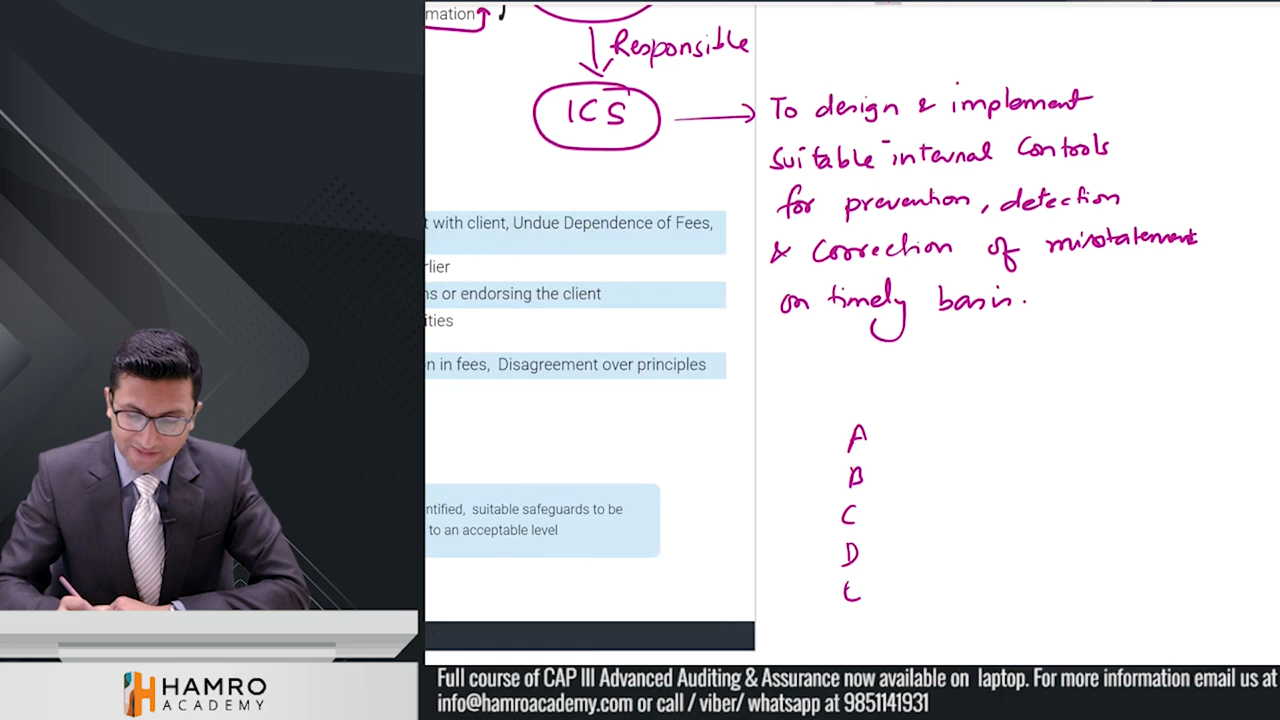 mation
Responsible
ICS
To design & implement
suitable internal controls
for prevention, detection
& correction of misstatement
on timely basis.
t with client, Undue Dependence of Fees,
rlier
ns or endorsing the client
ities
n in fees, Disagreement over principles
A
B
C
D
E
ntified, suitable safeguards to be
to an acceptable level
HAMRO
ACADEMY
Full course of CAP III Advanced Auditing & Assurance now available on laptop. For more information email us at
info@hamroacademy.com or call / viber/ whatsapp at 9851141931